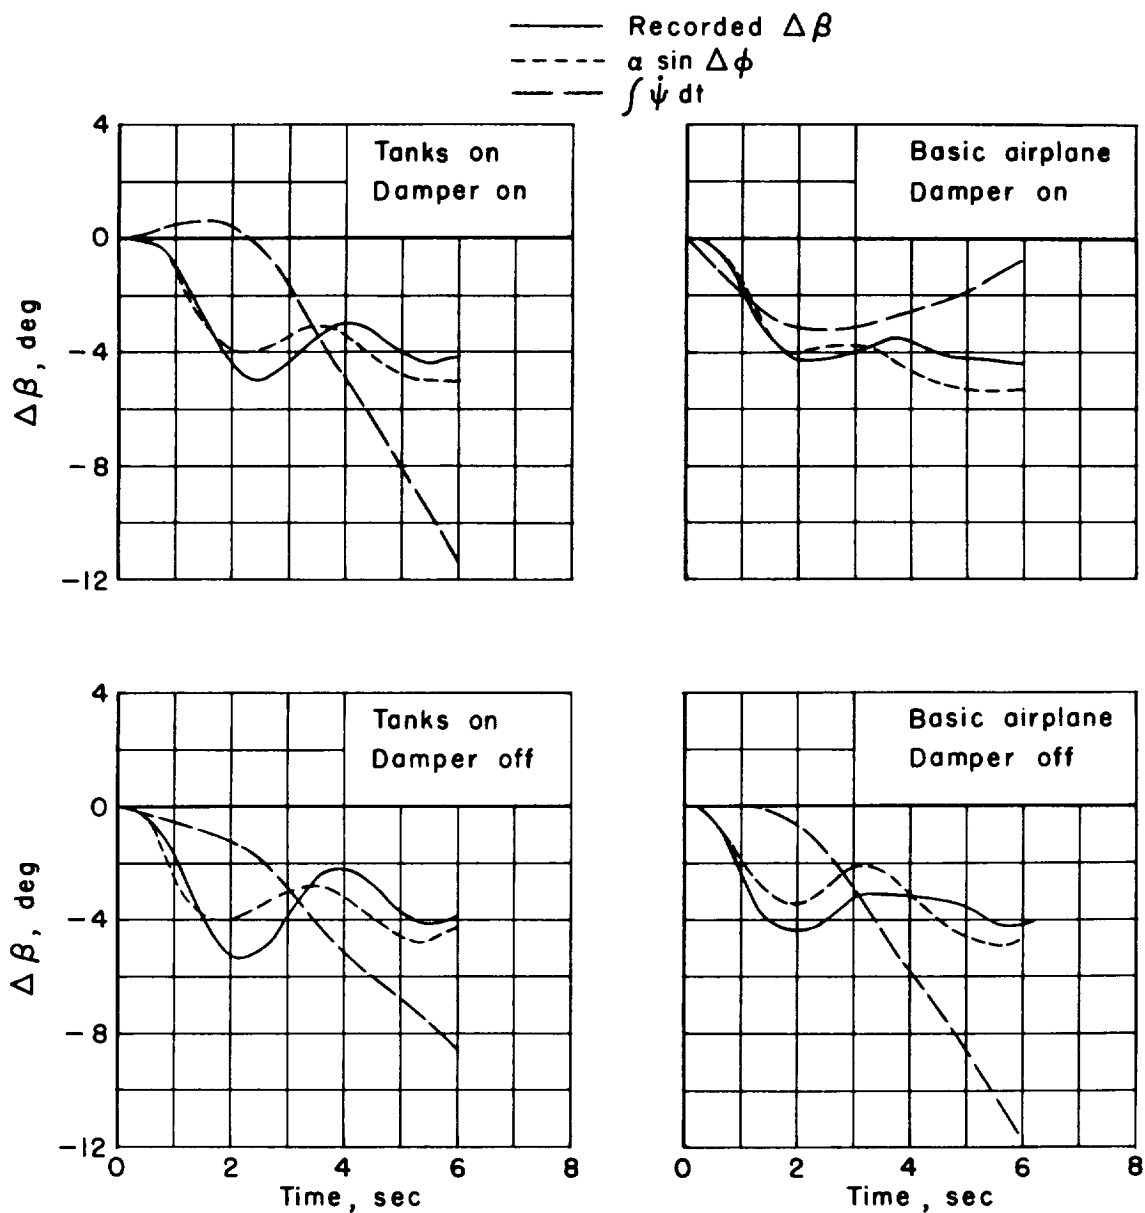 Recorded Δβ
α sin Δϕ
∫ψ̇ dt
4
0
−4
−8
−12
Δβ, deg
Tanks on
Damper on
Basic airplane
Damper on
4
0
−4
−8
−12
Δβ, deg
Tanks on
Damper off
Basic airplane
Damper off
0 2 4 6 8
Time, sec
0 2 4 6 8
Time, sec